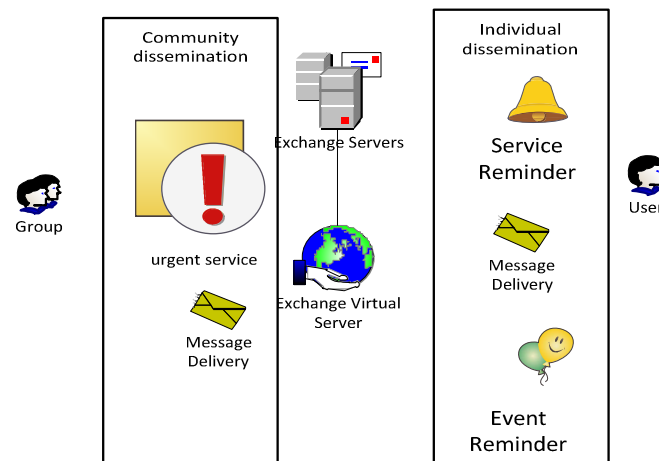 Community
dissemination
Individual
dissemination
Exchange Servers
Service
Reminder
Group
User
urgent service
Message
Delivery
Exchange Virtual
Server
Message
Delivery
Event
Reminder